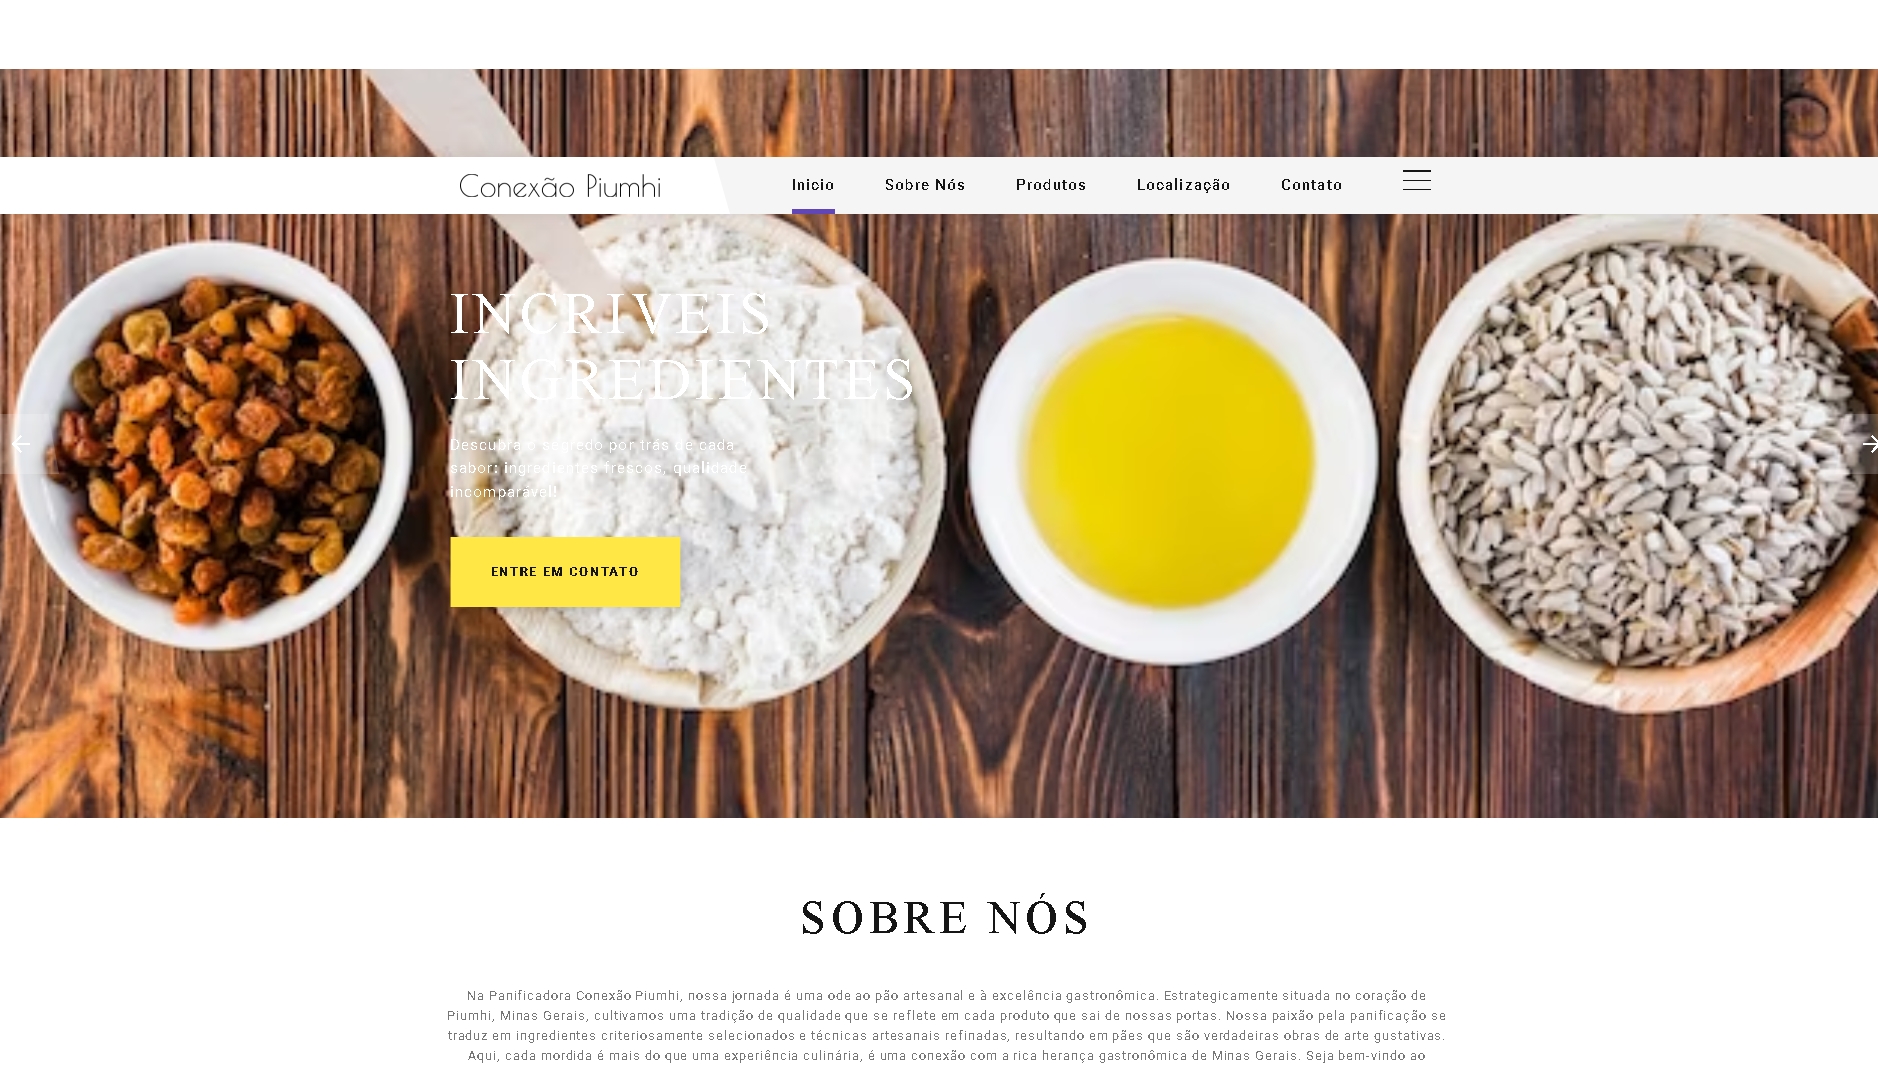 Conexão Piumhi
Inicio
Sobre Nós
Produtos
Localização
Contato
INCRIVEIS
INGREDIENTES
Descubra o segredo por trás de cada
sabor: ingredientes frescos, qualidade
incomparável!
ENTRE EM CONTATO
SOBRE NÓS
Na Panificadora Conexão Piumhi, nossa jornada é uma ode ao pão artesanal e à excelência gastronômica. Estrategicamente situada no coração de
Piumhi, Minas Gerais, cultivamos uma tradição de qualidade que se reflete em cada produto que sai de nossas portas. Nossa paixão pela panificação se
traduz em ingredientes criteriosamente selecionados e técnicas artesanais refinadas, resultando em pães que são verdadeiras obras de arte gustativas.
Aqui, cada mordida é mais do que uma experiência culinária, é uma conexão com a rica herança gastronômica de Minas Gerais. Seja bem-vindo ao